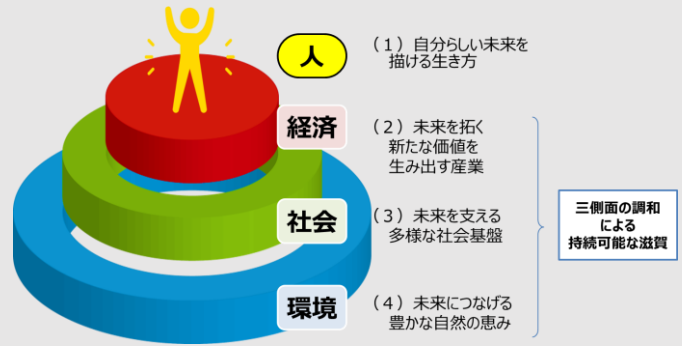 人
（１）自分らしい未来を
描ける生き方
経済
（２）未来を拓く
新たな価値を
生み出す産業
社会
（３）未来を支える
多様な社会基盤
三側面の調和
による
持続可能な滋賀
環境
（４）未来につなげる
豊かな自然の恵み